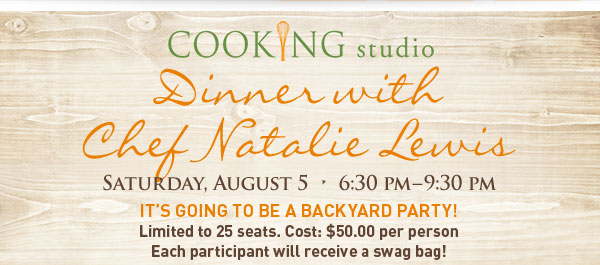 COOKING studio
Dinner with
Chef Natalie Lewis
SATURDAY, AUGUST 5 ‣ 6:30 PM–9:30 PM
IT'S GOING TO BE A BACKYARD PARTY!
Limited to 25 seats. Cost: $50.00 per person
Each participant will receive a swag bag!